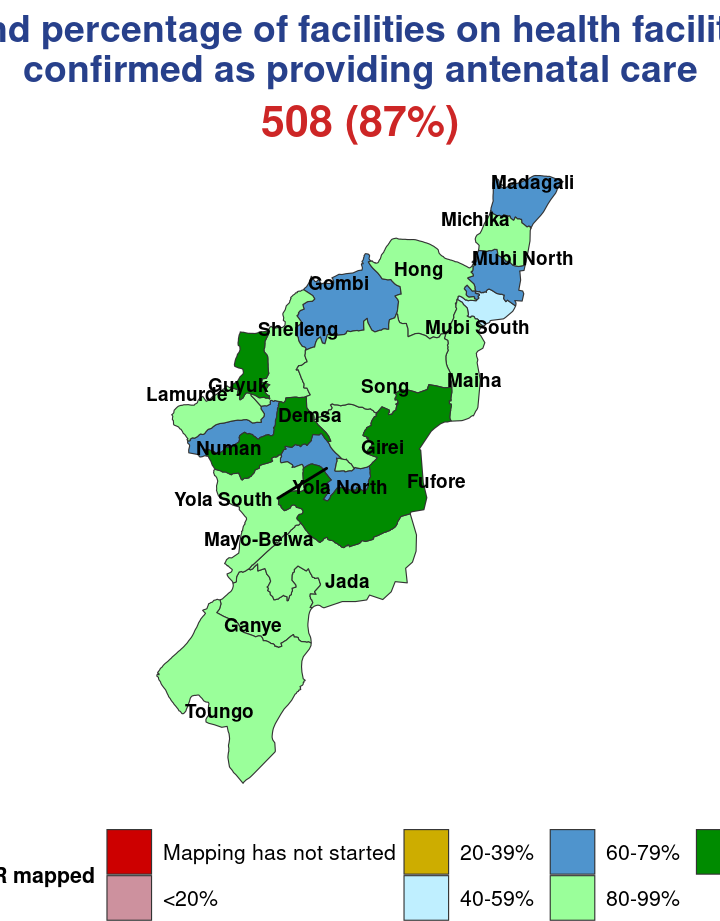 nd percentage of facilities on health facilit
confirmed as providing antenatal care
508 (87%)
Madagali
Michika
Mubi North
Hong
Gombi
Mubi South
Shelleng
Maiha
Guyuk
Song
Lamurde
Demsa
Numan
Girei
Fufore
Yola North
Yola South
Mayo-Belwa
Jada
Ganye
Toungo
R mapped
Mapping has not started
20-39%
60-79%
<20%
40-59%
80-99%